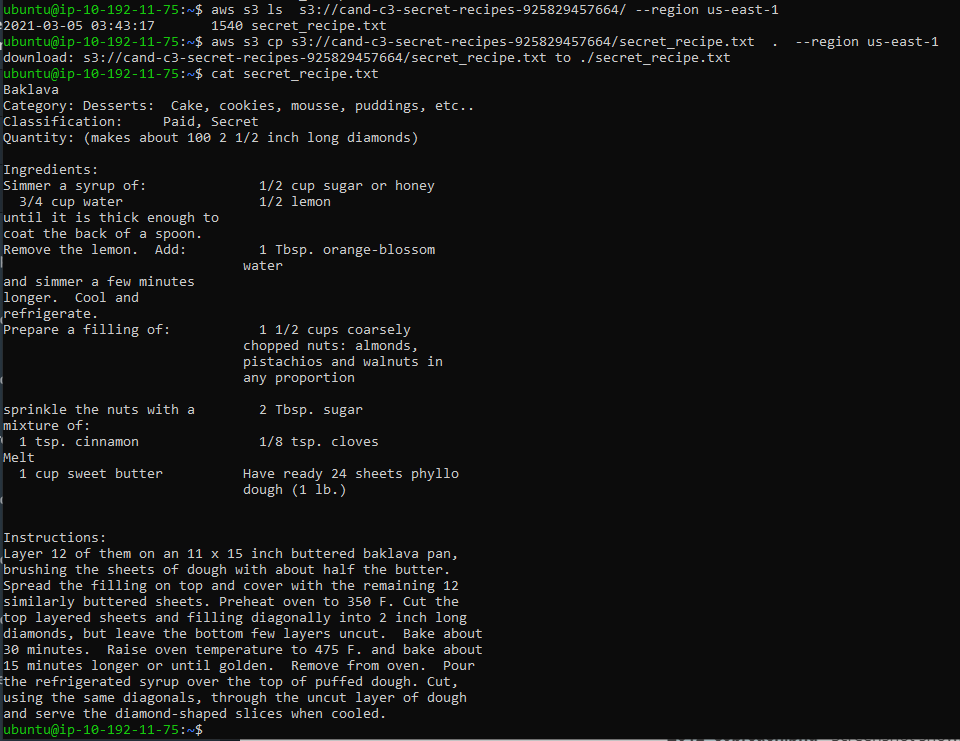 ubuntu@ip-10-192-11-75:~$ aws s3 ls  s3://cand-c3-secret-recipes-925829457664/ --region us-east-1
2021-03-05 03:43:17       1540 secret_recipe.txt
ubuntu@ip-10-192-11-75:~$ aws s3 cp s3://cand-c3-secret-recipes-925829457664/secret_recipe.txt  .  --region us-east-1
download: s3://cand-c3-secret-recipes-925829457664/secret_recipe.txt to ./secret_recipe.txt
ubuntu@ip-10-192-11-75:~$ cat secret_recipe.txt
Baklava
Category: Desserts:  Cake, cookies, mousse, puddings, etc..
Classification:     Paid, Secret
Quantity: (makes about 100 2 1/2 inch long diamonds)

Ingredients:
Simmer a syrup of:              1/2 cup sugar or honey
  3/4 cup water                 1/2 lemon
until it is thick enough to
coat the back of a spoon.
Remove the lemon.  Add:         1 Tbsp. orange-blossom
                              water
and simmer a few minutes
longer.  Cool and
refrigerate.
Prepare a filling of:           1 1/2 cups coarsely
                              chopped nuts: almonds,
                              pistachios and walnuts in
                              any proportion

sprinkle the nuts with a        2 Tbsp. sugar
mixture of:
  1 tsp. cinnamon               1/8 tsp. cloves
Melt
  1 cup sweet butter          Have ready 24 sheets phyllo
                              dough (1 lb.)


Instructions:
Layer 12 of them on an 11 x 15 inch buttered baklava pan,
brushing the sheets of dough with about half the butter.
Spread the filling on top and cover with the remaining 12
similarly buttered sheets. Preheat oven to 350 F. Cut the
top layered sheets and filling diagonally into 2 inch long
diamonds, but leave the bottom few layers uncut.  Bake about
30 minutes.  Raise oven temperature to 475 F. and bake about
15 minutes longer or until golden.  Remove from oven.  Pour
the refrigerated syrup over the top of puffed dough. Cut,
using the same diagonals, through the uncut layer of dough
and serve the diamond-shaped slices when cooled.
ubuntu@ip-10-192-11-75:~$